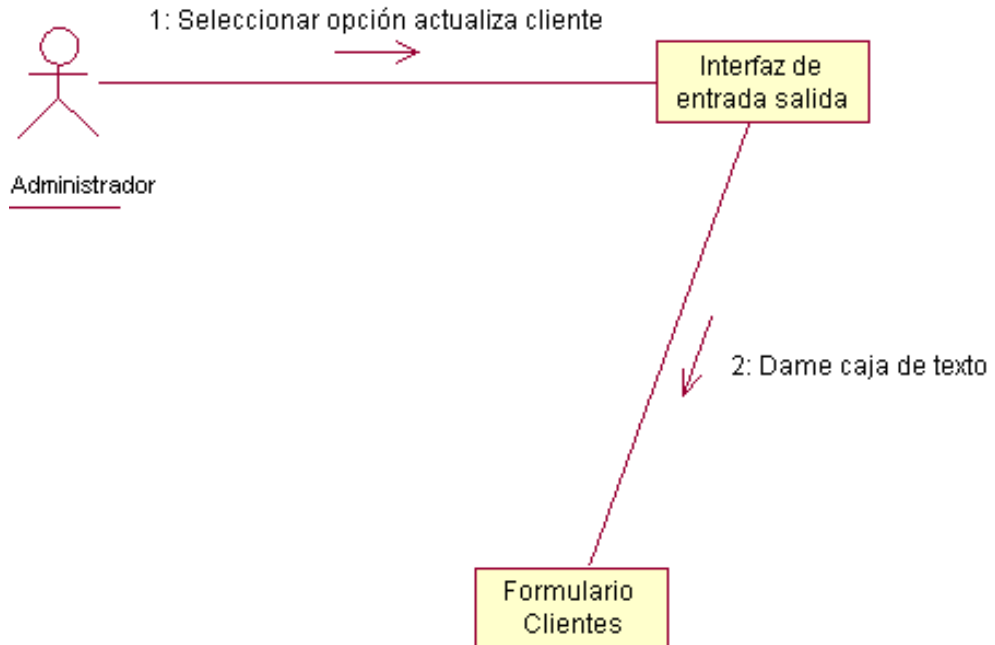 1: Seleccionar opción actualiza cliente
Interfaz de
entrada salida
Administrador
2: Dame caja de texto
Formulario
Clientes